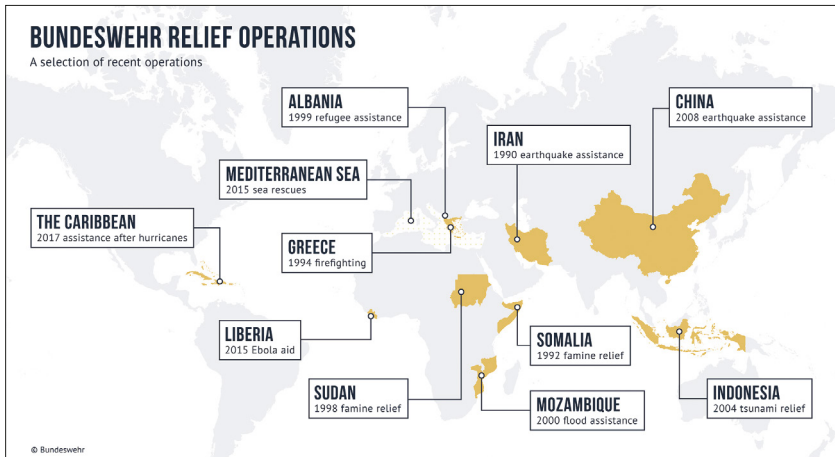 BUNDESWEHR RELIEF OPERATIONS
A selection of recent operations
ALBANIA
1999 refugee assistance
CHINA
2008 earthquake assistance
IRAN
1990 earthquake assistance
MEDITERRANEAN SEA
2015 sea rescues
THE CARIBBEAN
2017 assistance after hurricanes
GREECE
1994 firefighting
LIBERIA
2015 Ebola aid
SOMALIA
1992 famine relief
SUDAN
1998 famine relief
MOZAMBIQUE
2000 flood assistance
INDONESIA
2004 tsunami relief
© Bundeswehr